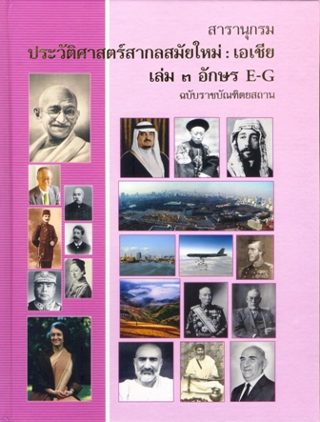 สารานุกรม
ประวัติศาสตร์สากลสมัยใหม่ : เอเชีย
เล่ม ๓ อักษร E-G
ฉบับราชบัณฑิตยสถาน